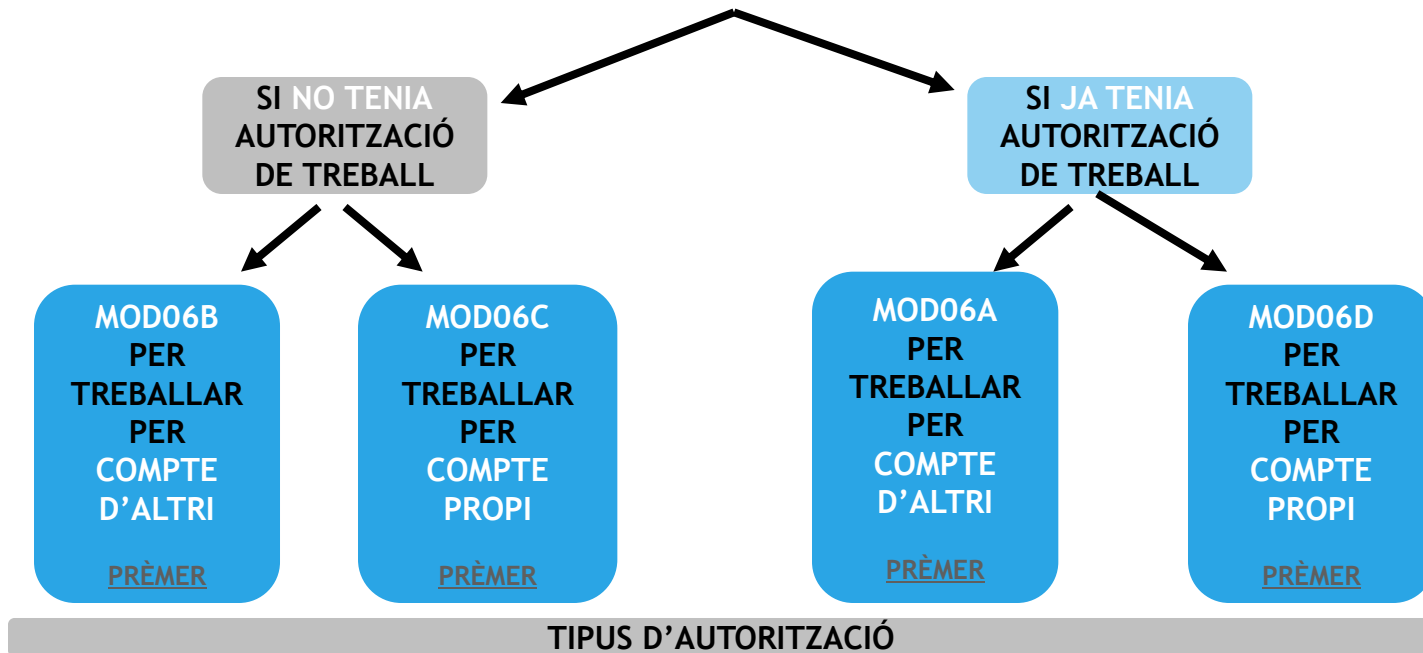 SI NO TENIA
AUTORITZACIÓ
DE TREBALL
SI JA TENIA
AUTORITZACIÓ
DE TREBALL
MOD06B
PER
TREBALLAR
PER
COMPTE
D’ALTRI
PRÈMER
MOD06C
PER
TREBALLAR
PER
COMPTE
PROPI
PRÈMER
MOD06A
PER
TREBALLAR
PER
COMPTE
D’ALTRI
PRÈMER
MOD06D
PER
TREBALLAR
PER
COMPTE
PROPI
PRÈMER
TIPUS D’AUTORITZACIÓ